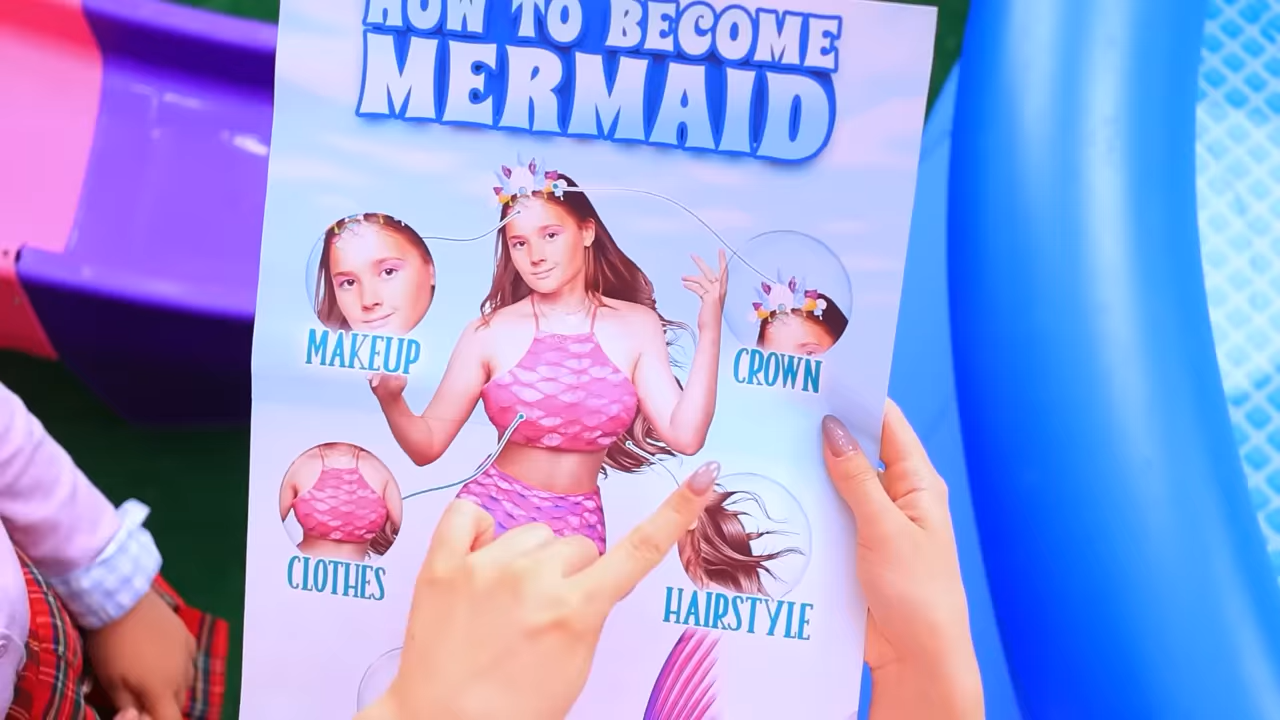 HOW TO BECOME
MERMAID
MAKEUP
CROWN
CLOTHES
HAIRSTYLE